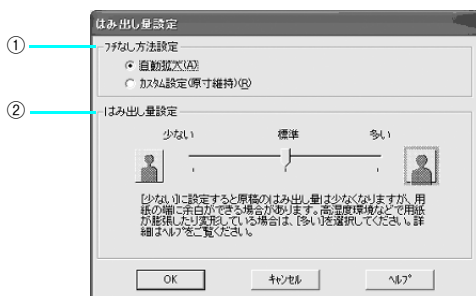 はみ出し量設定
①
フチなし方法設定
自動拡大(A)
カスタム設定(原寸維持)(R)
②
はみ出し量設定
少ない 標準 多い
[少ない]に設定すると原稿のはみ出し量は少なくなりますが、用
紙の端に余白ができる場合があります。高湿度環境などで用紙
が膨張したり変形している場合は、[多い]を選択してください。詳
細はヘルプをご覧ください。
OK キャンセル ヘルプ